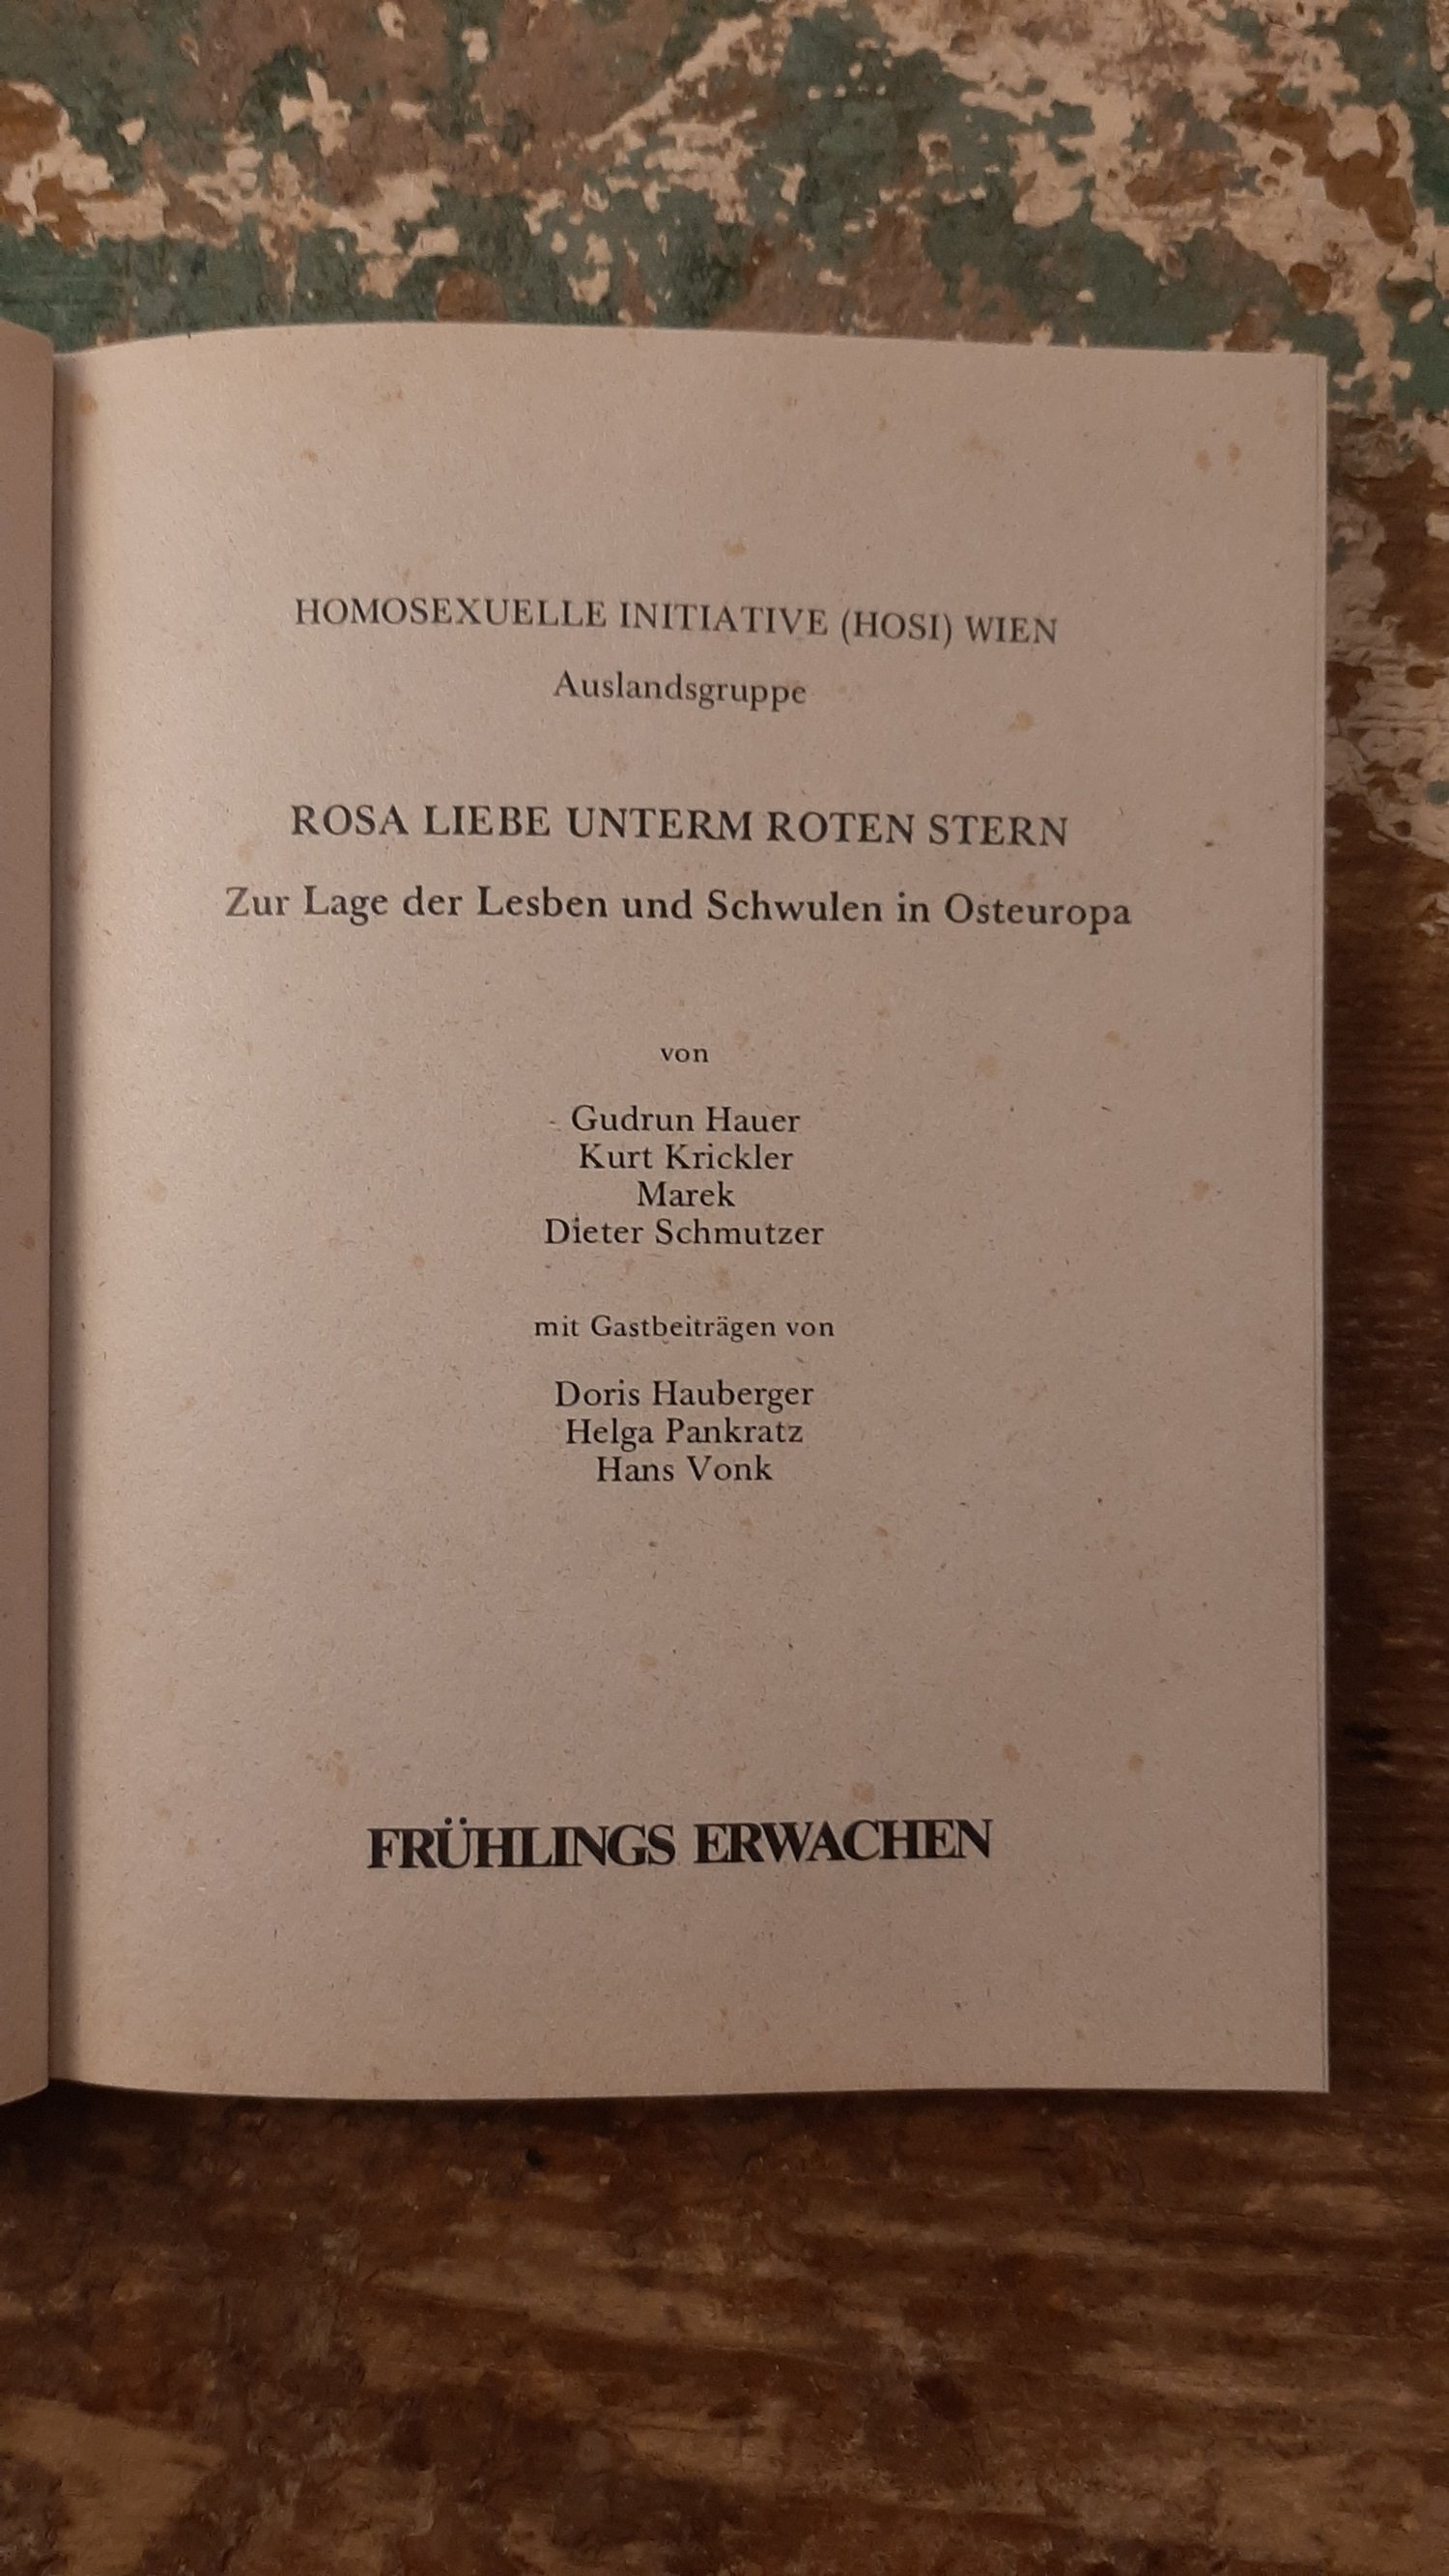 HOMOSEXUELLE INITIATIVE (HOSI) WIEN
Auslandsgruppe
ROSA LIEBE UNTERM ROTEN STERN
Zur Lage der Lesben und Schwulen in Osteuropa
von
Gudrun Hauer
Kurt Krickler
Marek
Dieter Schmutzer
mit Gastbeiträgen von
Doris Hauberger
Helga Pankratz
Hans Vonk
FRÜHLINGS ERWACHEN